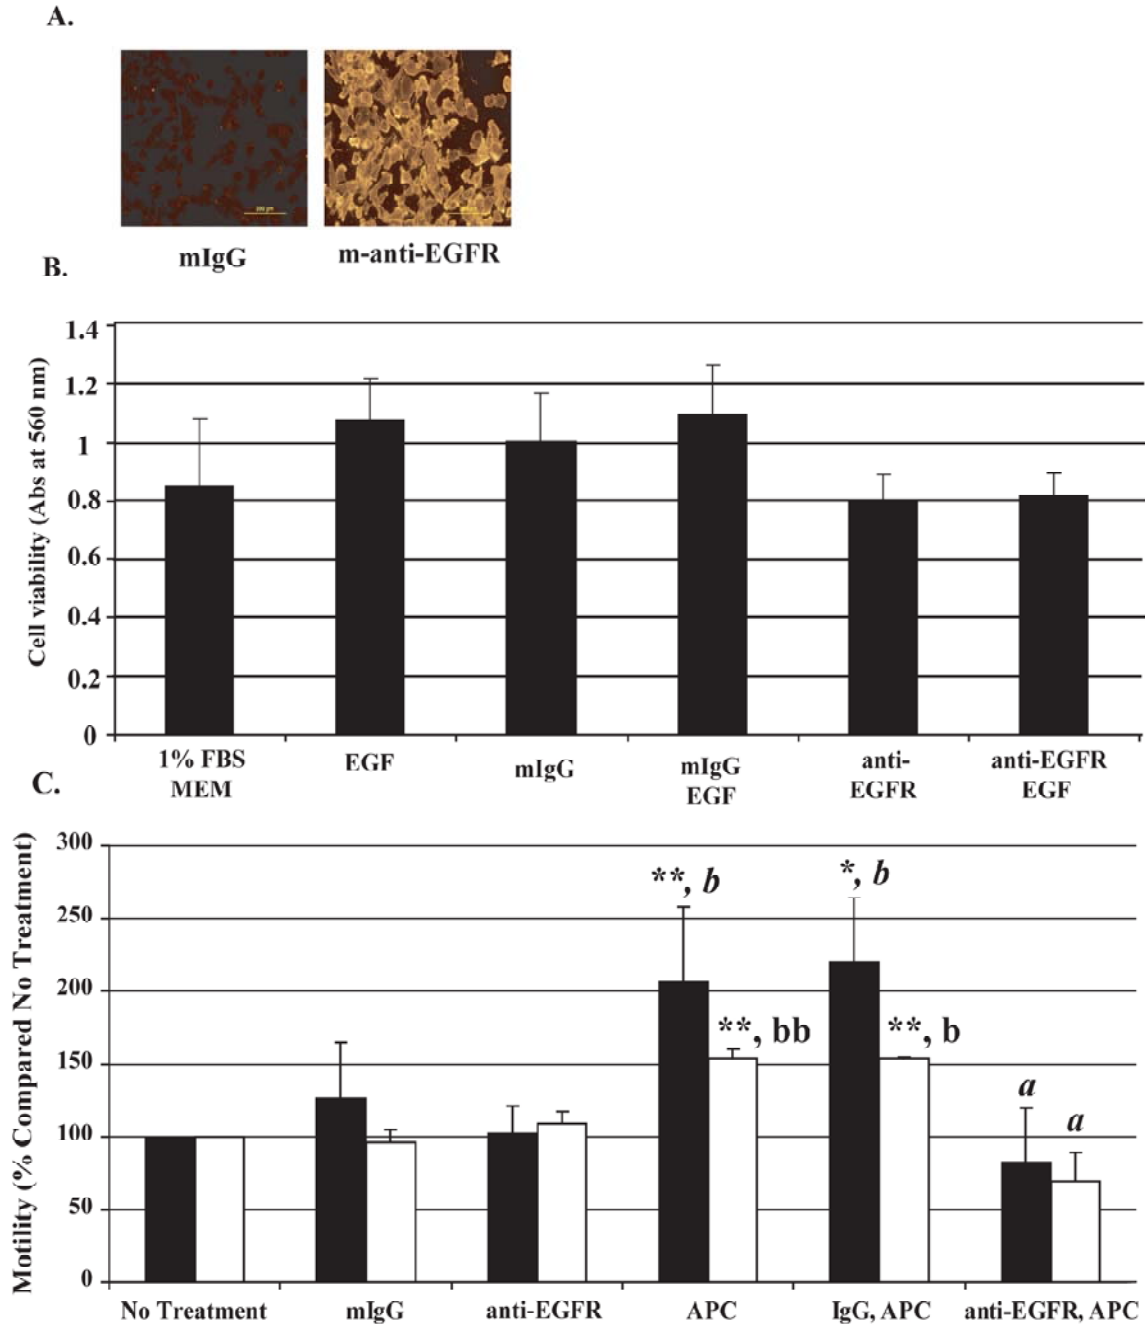 A.
mIgG
m-anti-EGFR
B.
Cell viability (Abs at 560 nm)
1.4
1.2
1
0.8
0.6
0.4
0.2
0
1% FBS
MEM
EGF
mIgG
mIgG
EGF
anti-
EGFR
anti-EGFR
EGF
C.
Motility (% Compared No Treatment)
300
250
200
150
100
50
0
**, b
**, bb
*, b
**, b
a
a
No Treatment
mIgG
anti-EGFR
APC
IgG, APC
anti-EGFR, APC